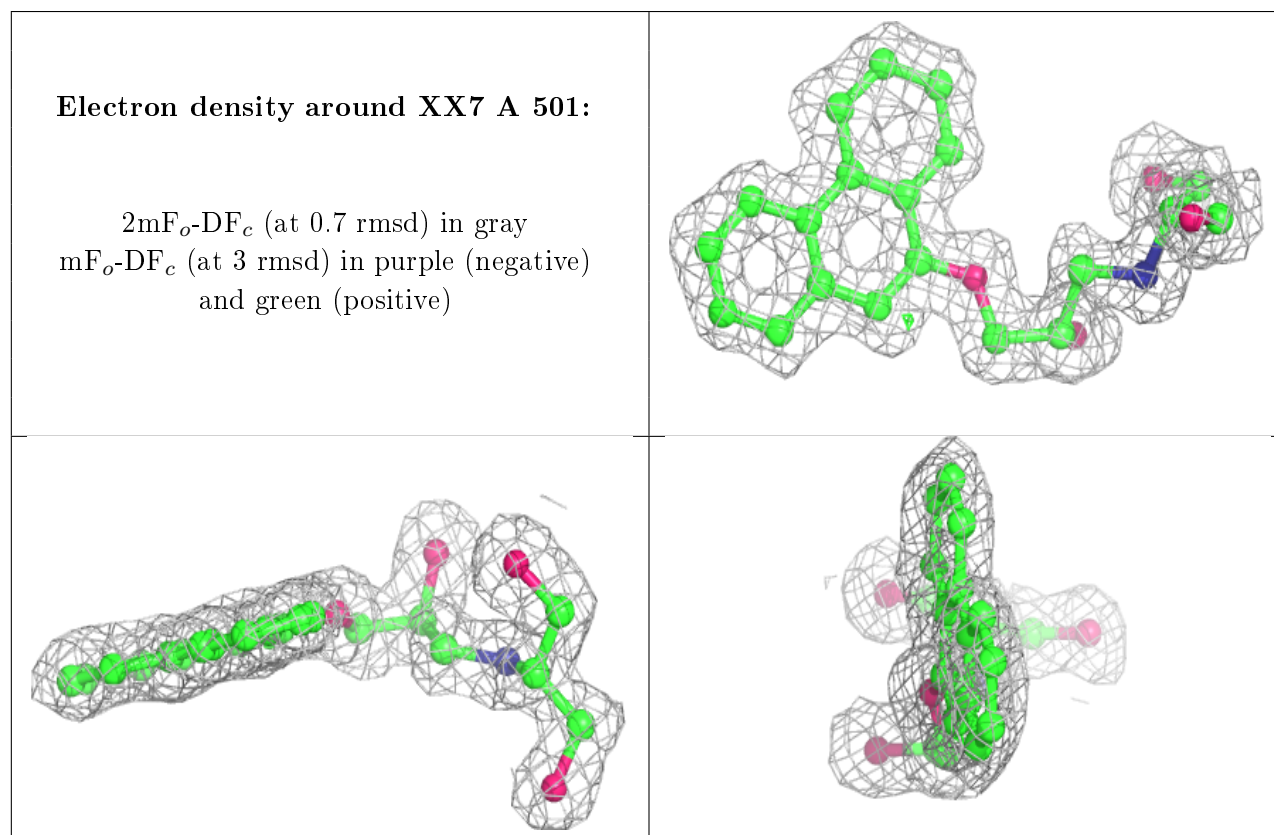 Electron density around XX7 A 501:
2mFₒ-DF𝒸 (at 0.7 rmsd) in gray
mFₒ-DF𝒸 (at 3 rmsd) in purple (negative)
and green (positive)